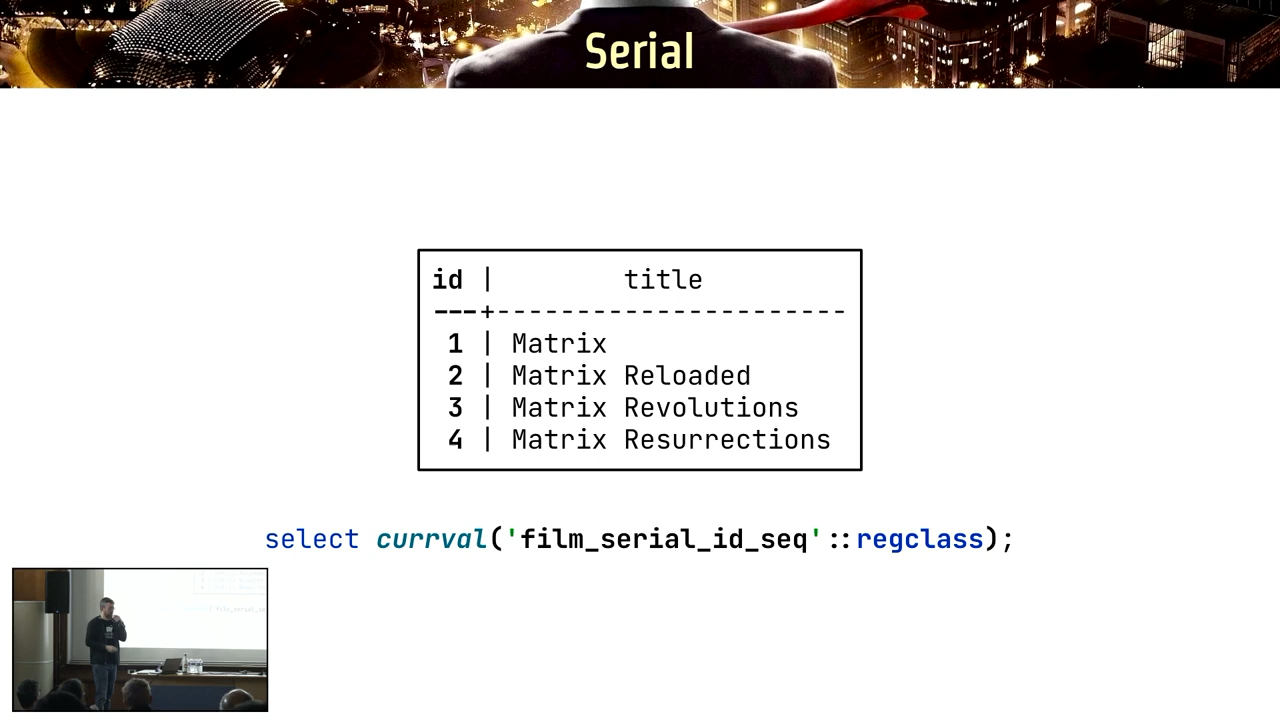 Serial
id | title
---+----------------------
1 | Matrix
2 | Matrix Reloaded
3 | Matrix Revolutions
4 | Matrix Resurrections
select currval('film_serial_id_seq'::regclass);